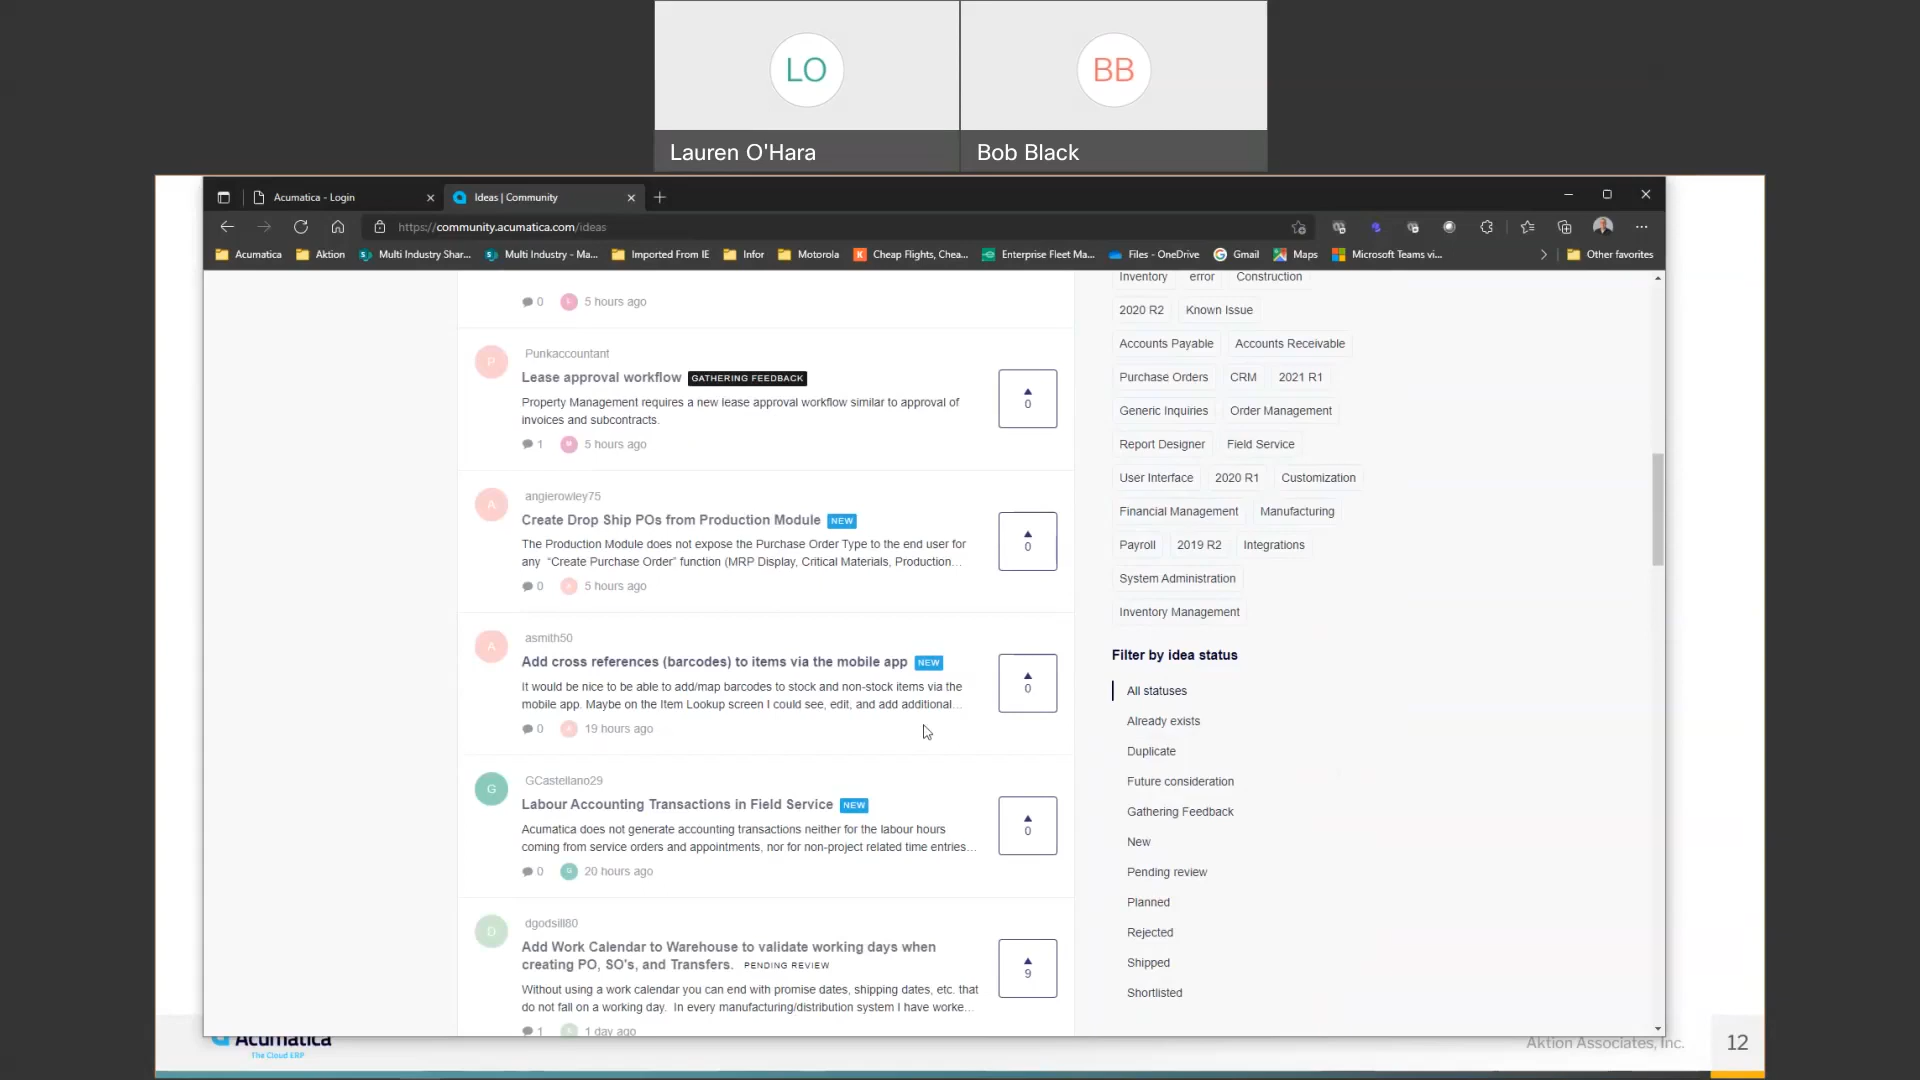 LO
BB
Lauren O'Hara
Bob Black
Acumatica - Login
Ideas | Community
https://community.acumatica.com/ideas
Acumatica
Aktion
Multi Industry Shar...
Multi Industry - Ma...
Imported From IE
Infor
Motorola
Cheap Flights, Chea...
Enterprise Fleet Ma...
Files - OneDrive
Gmail
Maps
Microsoft Teams vi...
Other favorites
0 5 hours ago
P
Punkaccountant
Lease approval workflow GATHERING FEEDBACK
Property Management requires a new lease approval workflow similar to approval of
invoices and subcontracts.
0
1 5 hours ago
A
angierowley75
Create Drop Ship POs from Production Module NEW
The Production Module does not expose the Purchase Order Type to the end user for
any “Create Purchase Order” function (MRP Display, Critical Materials, Production...
0
0 5 hours ago
A
asmith50
Add cross references (barcodes) to items via the mobile app NEW
It would be nice to be able to add/map barcodes to stock and non-stock items via the
mobile app. Maybe on the Item Lookup screen I could see, edit, and add additional...
0
0 19 hours ago
G
GCastellano29
Labour Accounting Transactions in Field Service NEW
Acumatica does not generate accounting transactions neither for the labour hours
coming from service orders and appointments, nor for non-project related time entries...
0
0 20 hours ago
D
dgodsill80
Add Work Calendar to Warehouse to validate working days when
creating PO, SO's, and Transfers. PENDING REVIEW
Without using a work calendar you can end with promise dates, shipping dates, etc. that
do not fall on a working day. In every manufacturing/distribution system I have worke...
9
1 1 day ago
Inventory error Construction
2020 R2 Known Issue
Accounts Payable Accounts Receivable
Purchase Orders CRM 2021 R1
Generic Inquiries Order Management
Report Designer Field Service
User Interface 2020 R1 Customization
Financial Management Manufacturing
Payroll 2019 R2 Integrations
System Administration
Inventory Management
Filter by idea status
All statuses
Already exists
Duplicate
Future consideration
Gathering Feedback
New
Pending review
Planned
Rejected
Shipped
Shortlisted
Acumatica
The Cloud ERP
Aktion Associates, Inc.
12